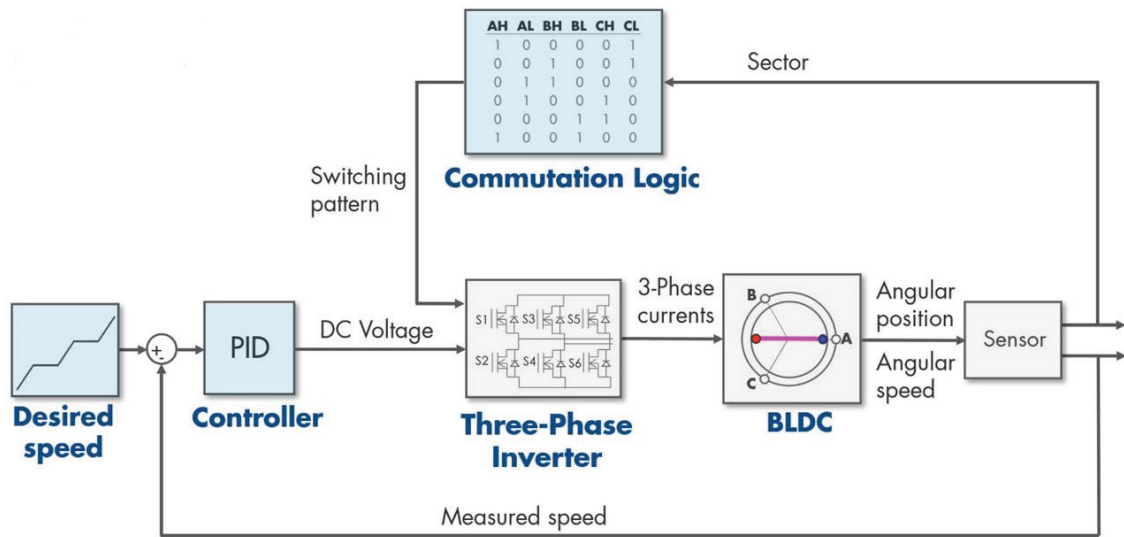 AH AL BH BL CH CL
1 0 0 0 0 1
0 0 1 0 0 1
0 1 1 0 0 0
0 1 0 0 1 0
0 0 0 1 1 0
1 0 0 1 0 0
Sector
Commutation Logic
Switching
pattern
3-Phase
currents
Angular
position
Angular
speed
DC Voltage
S1 S3 S5
S2 S4 S6
B
A
C
Sensor
+
-
PID
Desired
speed
Controller
Three-Phase
Inverter
BLDC
Measured speed